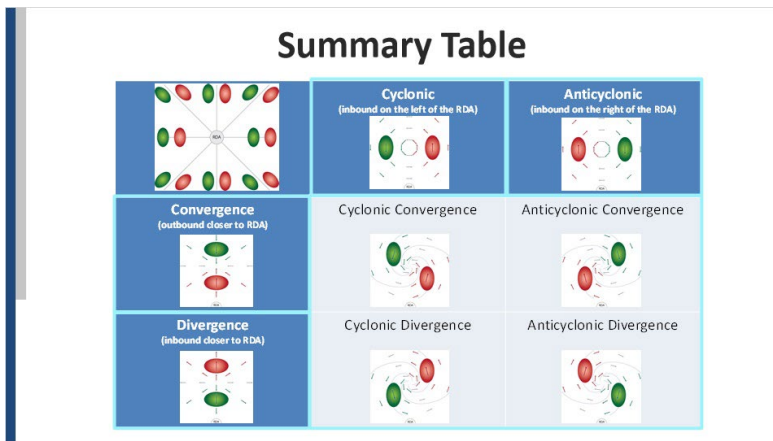 Summary Table
RDA
Cyclonic
(inbound on the left of the RDA)
Anticyclonic
(inbound on the right of the RDA)
Convergence
(outbound closer to RDA)
Cyclonic Convergence
Anticyclonic Convergence
Divergence
(inbound closer to RDA)
Cyclonic Divergence
Anticyclonic Divergence